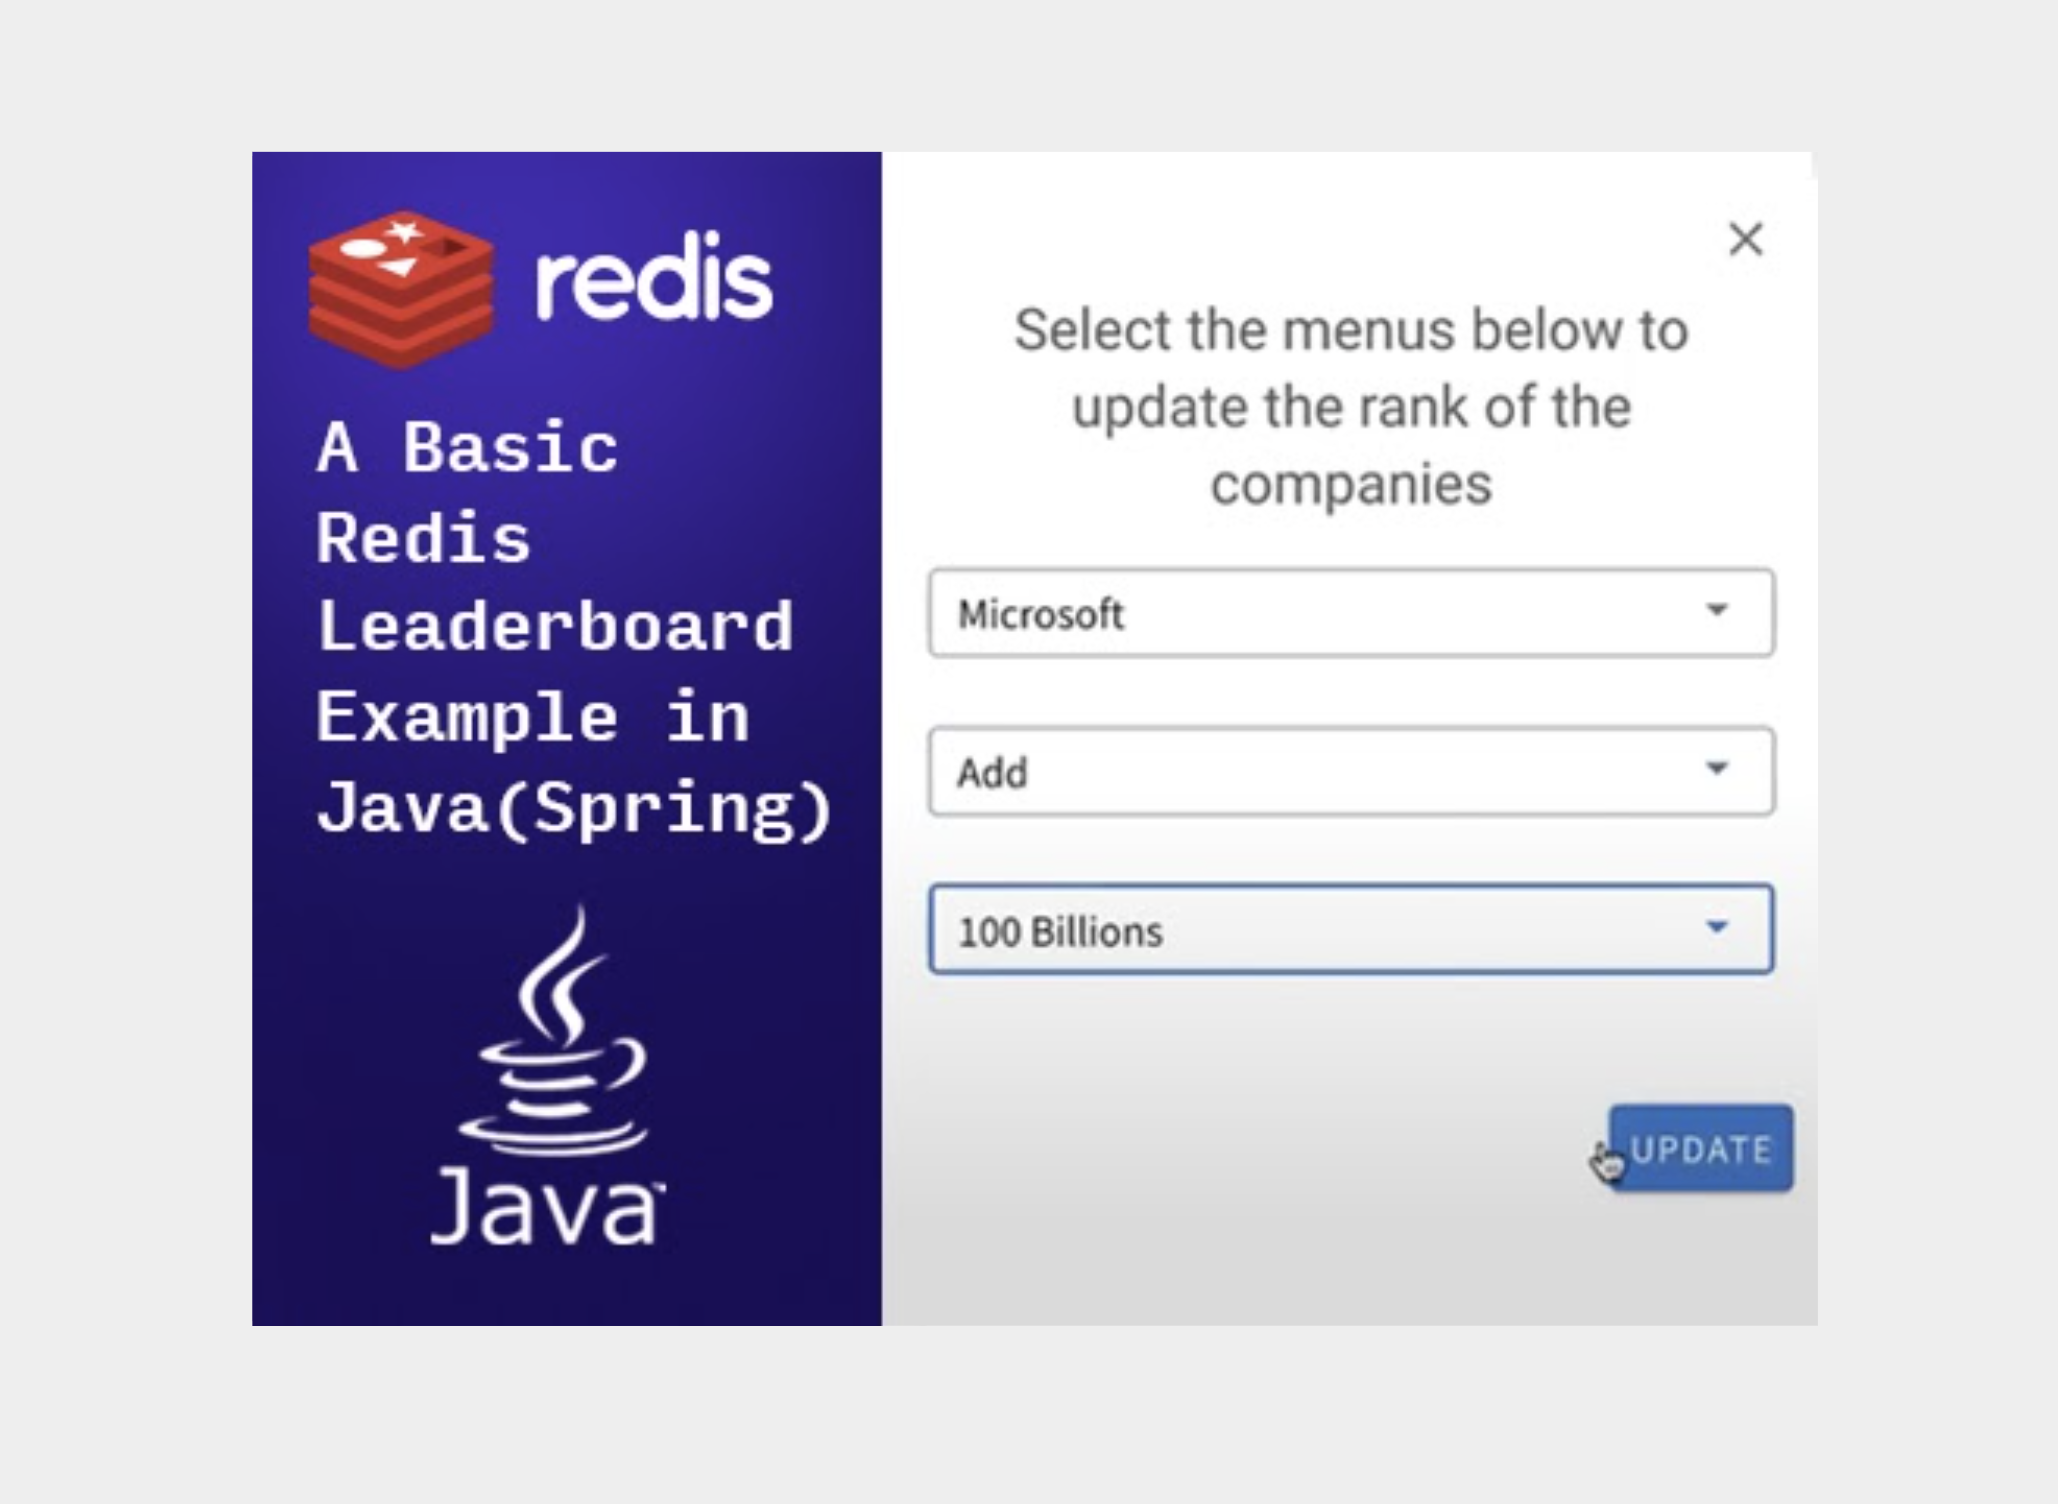 redis
A Basic
Redis
Leaderboard
Example in
Java(Spring)
Java™
Select the menus below to
update the rank of the
companies
Microsoft
Add
100 Billions
UPDATE